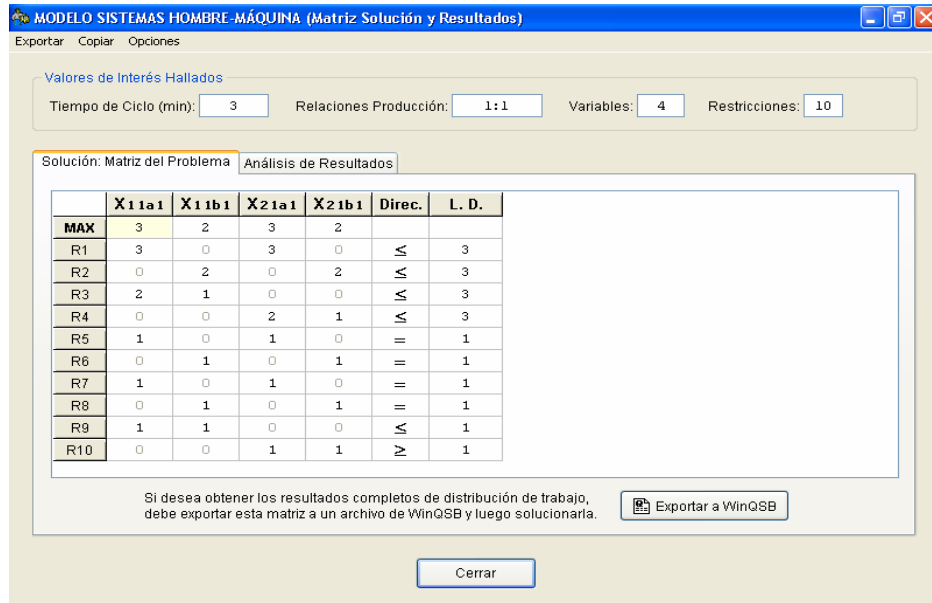 MODELO SISTEMAS HOMBRE-MÁQUINA (Matriz Solución y Resultados)
Exportar Copiar Opciones
Valores de Interés Hallados
Tiempo de Ciclo (min): 3 Relaciones Producción: 1:1 Variables: 4 Restricciones: 10
Solución: Matriz del Problema Análisis de Resultados
X11a1 X11b1 X21a1 X21b1 Direc. L. D.
MAX 3 2 3 2
R1 3 0 3 0 ≤ 3
R2 0 2 0 2 ≤ 3
R3 2 1 0 0 ≤ 3
R4 0 0 2 1 ≤ 3
R5 1 0 1 0 = 1
R6 0 1 0 1 = 1
R7 1 0 1 0 = 1
R8 0 1 0 1 = 1
R9 1 1 0 0 ≤ 1
R10 0 0 1 1 ≥ 1
Si desea obtener los resultados completos de distribución de trabajo,
debe exportar esta matriz a un archivo de WinQSB y luego solucionarla.
Exportar a WinQSB
Cerrar